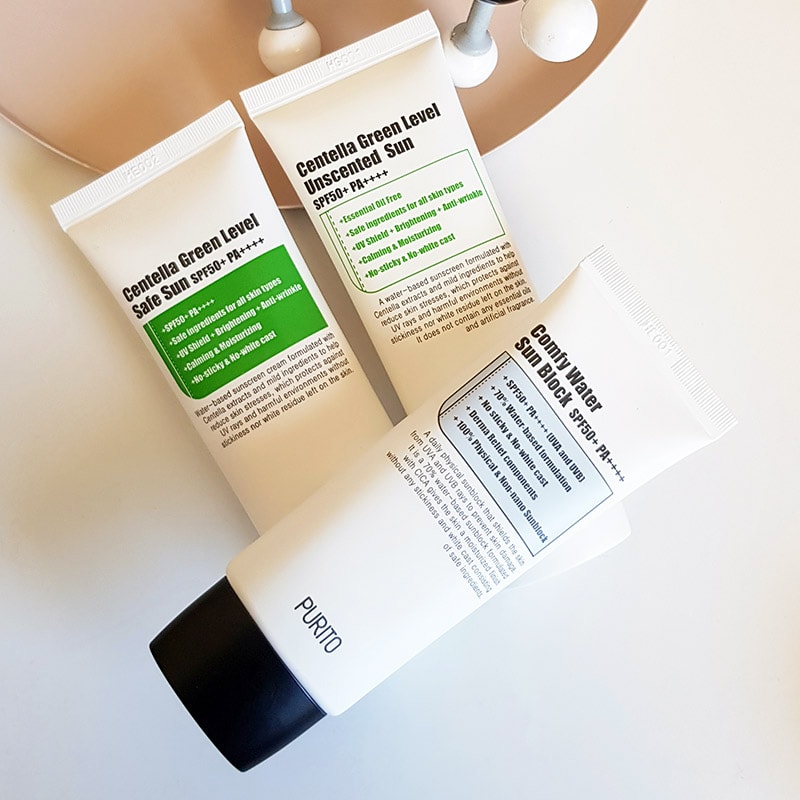 HE002
Centella Green Level
Safe Sun SPF50+ PA++++
+SPF50+ PA++++
+Safe ingredients for all skin types
+UV Shield + Brightening + Anti-wrinkle
+Calming & Moisturizing
+No-sticky & No-white cast
Water-based sunscreen cream formulated with
Centella extracts and mild ingredients to help
reduce skin stresses, which protects against
UV rays and harmful environments without
stickiness nor white residue left on the skin.
Centella Green Level
Unscented Sun
SPF50+ PA++++
+Essential Oil Free
+Safe ingredients for all skin types
+UV Shield + Brightening + Anti-wrinkle
+Calming & Moisturizing
+No-sticky & No-white cast
A water-based sunscreen formulated with
Centella extracts and mild ingredients to help
reduce skin stresses, which protects against
UV rays and harmful environments without
stickiness nor white residue left on the skin.
It does not contain any essential oils
and artificial fragrance
Comfy Water
Sun Block SPF50+ PA++++
+ SPF50+ PA++++ (UVA and UVB)
+ 70% Water-based formulation
+ No sticky & No-white cast
+ Derma Relief components
+ 100% Physical & Non-nano Sunblock
A daily physical sunblock that shields the skin
from UVA and UVB rays to prevent skin damage.
It is a 70% water-based sunblock formulated
with CICA gives the skin a moisturized finish
without any stickiness and white cast consisting
of safe ingredients.
PURITO